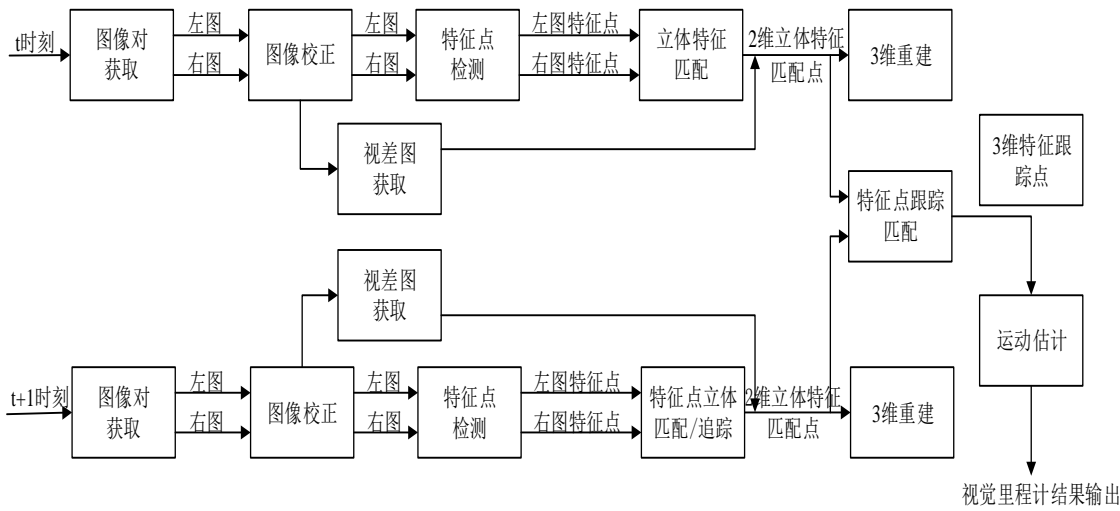 t时刻
图像对
获取
左图
右图
图像校正
左图
右图
特征点
检测
左图特征点
右图特征点
立体特征
匹配
2维立体特征
匹配点
3维重建
视差图
获取
3维特征跟
踪点
特征点跟踪
匹配
视差图
获取
运动估计
t+1时刻
图像对
获取
左图
右图
图像校正
左图
右图
特征点
检测
左图特征点
右图特征点
特征点立体
匹配/追踪
2维立体特征
匹配点
3维重建
视觉里程计结果输出